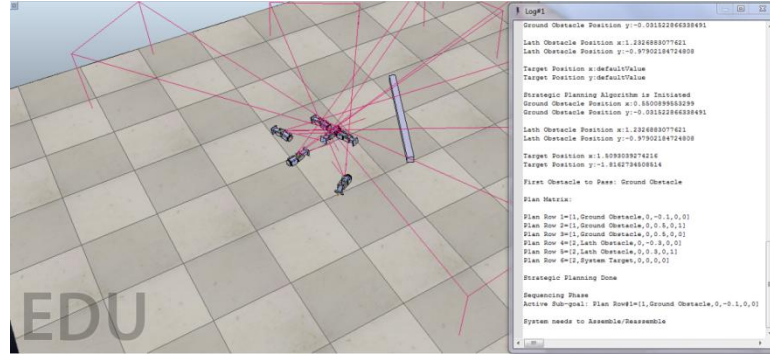 Log#1
Ground Obstacle Position y:-0.031522866338491
Lath Obstacle Position x:1.2326883077621
Lath Obstacle Position y:-0.97902184724808
Target Position x:defaultValue
Target Position y:defaultValue
Strategic Planning Algorithm is Initiated
Ground Obstacle Position x:0.5500899553299
Ground Obstacle Position y:-0.031522866338491
Lath Obstacle Position x:1.2326883077621
Lath Obstacle Position y:-0.97902184724808
Target Position x:1.5093039274216
Target Position y:-1.8162734508514
First Obstacle to Pass: Ground Obstacle
Plan Matrix:
Plan Row 1=[1,Ground Obstacle,0,-0.1,0,0]
Plan Row 2=[1,Ground Obstacle,0,0.5,0,1]
Plan Row 3=[1,Ground Obstacle,0,0.5,0,0]
Plan Row 4=[2,Lath Obstacle,0,-0.3,0,0]
Plan Row 5=[2,Lath Obstacle,0,0.3,0,1]
Plan Row 6=[2,System Target,0,0,0,0]
Strategic Planning Done
Sequencing Phase
Active Sub-goal: Plan Row#1=[1,Ground Obstacle,0,-0.1,0,0]
System needs to Assemble/Reassemble
EDU